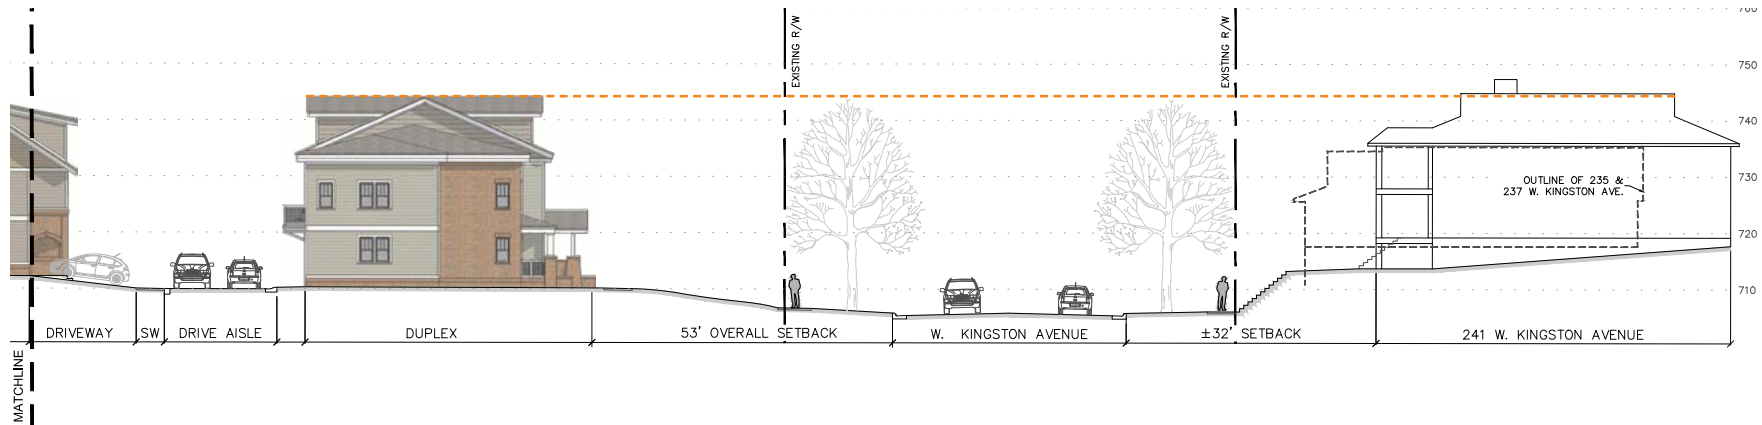 760
EXISTING R/W
EXISTING R/W
750
740
730
OUTLINE OF 235 &
237 W. KINGSTON AVE.
720
710
DRIVEWAY
SW
DRIVE AISLE
DUPLEX
53' OVERALL SETBACK
W. KINGSTON AVENUE
±32' SETBACK
241 W. KINGSTON AVENUE
MATCHLINE